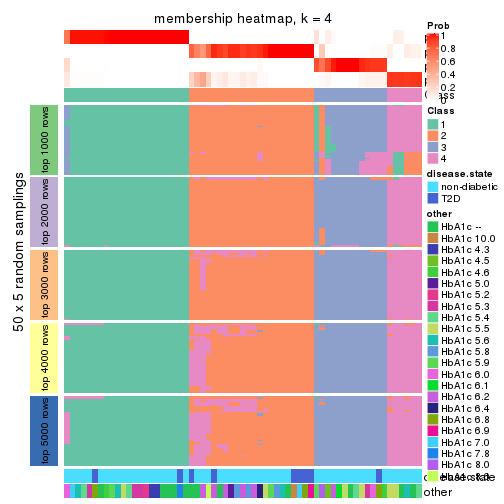 membership heatmap, k = 4
50 x 5 random samplings
top 1000 rows
top 2000 rows
top 3000 rows
top 4000 rows
top 5000 rows
Prob
1
0.8
0.6
0.4
0.2
0
Class
1
2
3
4
disease.state
non-diabetic
T2D
other
HbA1c --
HbA1c 10.0
HbA1c 4.3
HbA1c 4.5
HbA1c 4.6
HbA1c 5.0
HbA1c 5.2
HbA1c 5.3
HbA1c 5.4
HbA1c 5.5
HbA1c 5.6
HbA1c 5.8
HbA1c 5.9
HbA1c 6.0
HbA1c 6.1
HbA1c 6.2
HbA1c 6.4
HbA1c 6.8
HbA1c 6.9
HbA1c 7.0
HbA1c 7.8
HbA1c 8.0
other